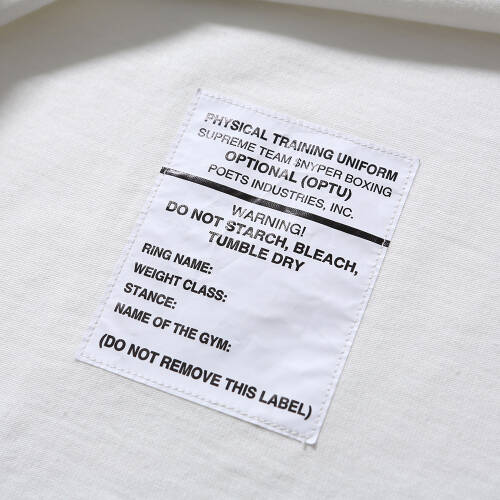 PHYSICAL TRAINING UNIFORM
SUPREME TEAM $NYPER BOXING
OPTIONAL (OPTU)
POETS INDUSTRIES, INC.
WARNING!
DO NOT STARCH, BLEACH,
TUMBLE DRY
RING NAME:
WEIGHT CLASS:
STANCE:
NAME OF THE GYM:
(DO NOT REMOVE THIS LABEL)